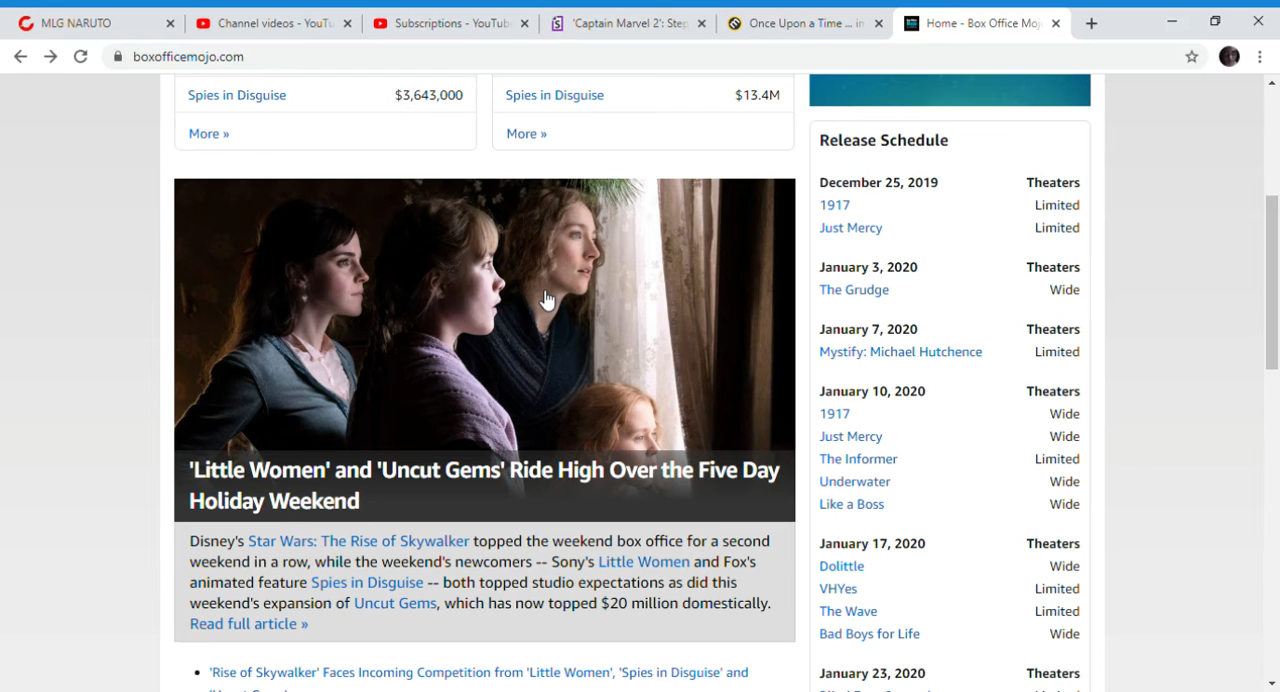 MLG NARUTO
Channel videos - YouTu
Subscriptions - YouTube
'Captain Marvel 2': Step
Once Upon a Time ... in
Home - Box Office Mojo
boxofficemojo.com
Spies in Disguise $3,643,000
More »
Spies in Disguise $13.4M
More »
'Little Women' and 'Uncut Gems' Ride High Over the Five Day
Holiday Weekend
Disney's Star Wars: The Rise of Skywalker topped the weekend box office for a second
weekend in a row, while the weekend's newcomers -- Sony's Little Women and Fox's
animated feature Spies in Disguise -- both topped studio expectations as did this
weekend's expansion of Uncut Gems, which has now topped $20 million domestically.
Read full article »
'Rise of Skywalker' Faces Incoming Competition from 'Little Women', 'Spies in Disguise' and
Release Schedule
December 25, 2019 Theaters
1917 Limited
Just Mercy Limited
January 3, 2020 Theaters
The Grudge Wide
January 7, 2020 Theaters
Mystify: Michael Hutchence Limited
January 10, 2020 Theaters
1917 Wide
Just Mercy Wide
The Informer Limited
Underwater Wide
Like a Boss Wide
January 17, 2020 Theaters
Dolittle Wide
VHYes Limited
The Wave Limited
Bad Boys for Life Wide
January 23, 2020 Theaters